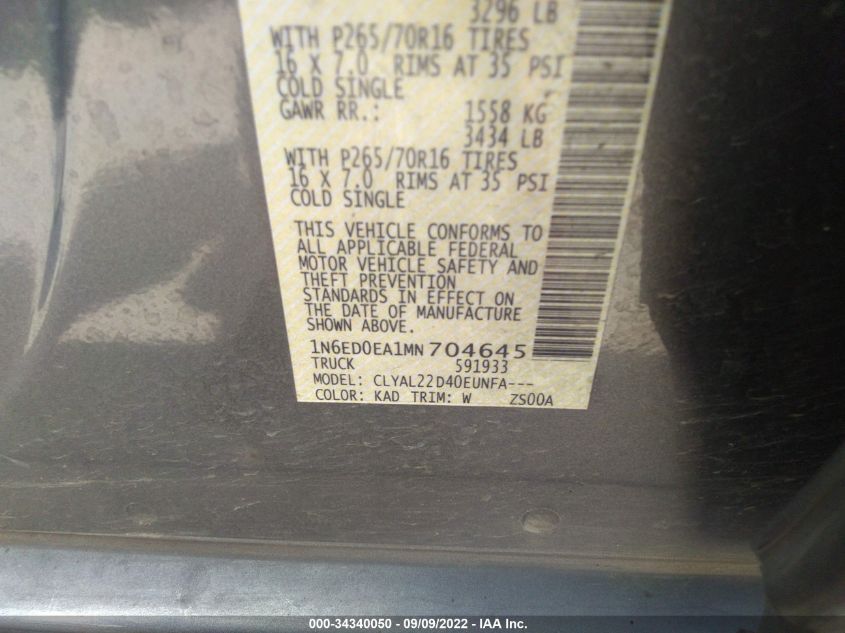 3296 LB
WITH P265/70R16 TIRES
16 X 7.0 RIMS AT 35 PSI
COLD SINGLE
GAWR RR.: 1558 KG
3434 LB
WITH P265/70R16 TIRES
16 X 7.0 RIMS AT 35 PSI
COLD SINGLE
THIS VEHICLE CONFORMS TO
ALL APPLICABLE FEDERAL
MOTOR VEHICLE SAFETY AND
THEFT PREVENTION
STANDARDS IN EFFECT ON
THE DATE OF MANUFACTURE
SHOWN ABOVE.
1N6ED0EA1MN704645
TRUCK 591933
MODEL: CLYAL22D40EUNFA---
COLOR: KAD TRIM: W ZS00A
000-34340050 - 09/09/2022 - IAA Inc.